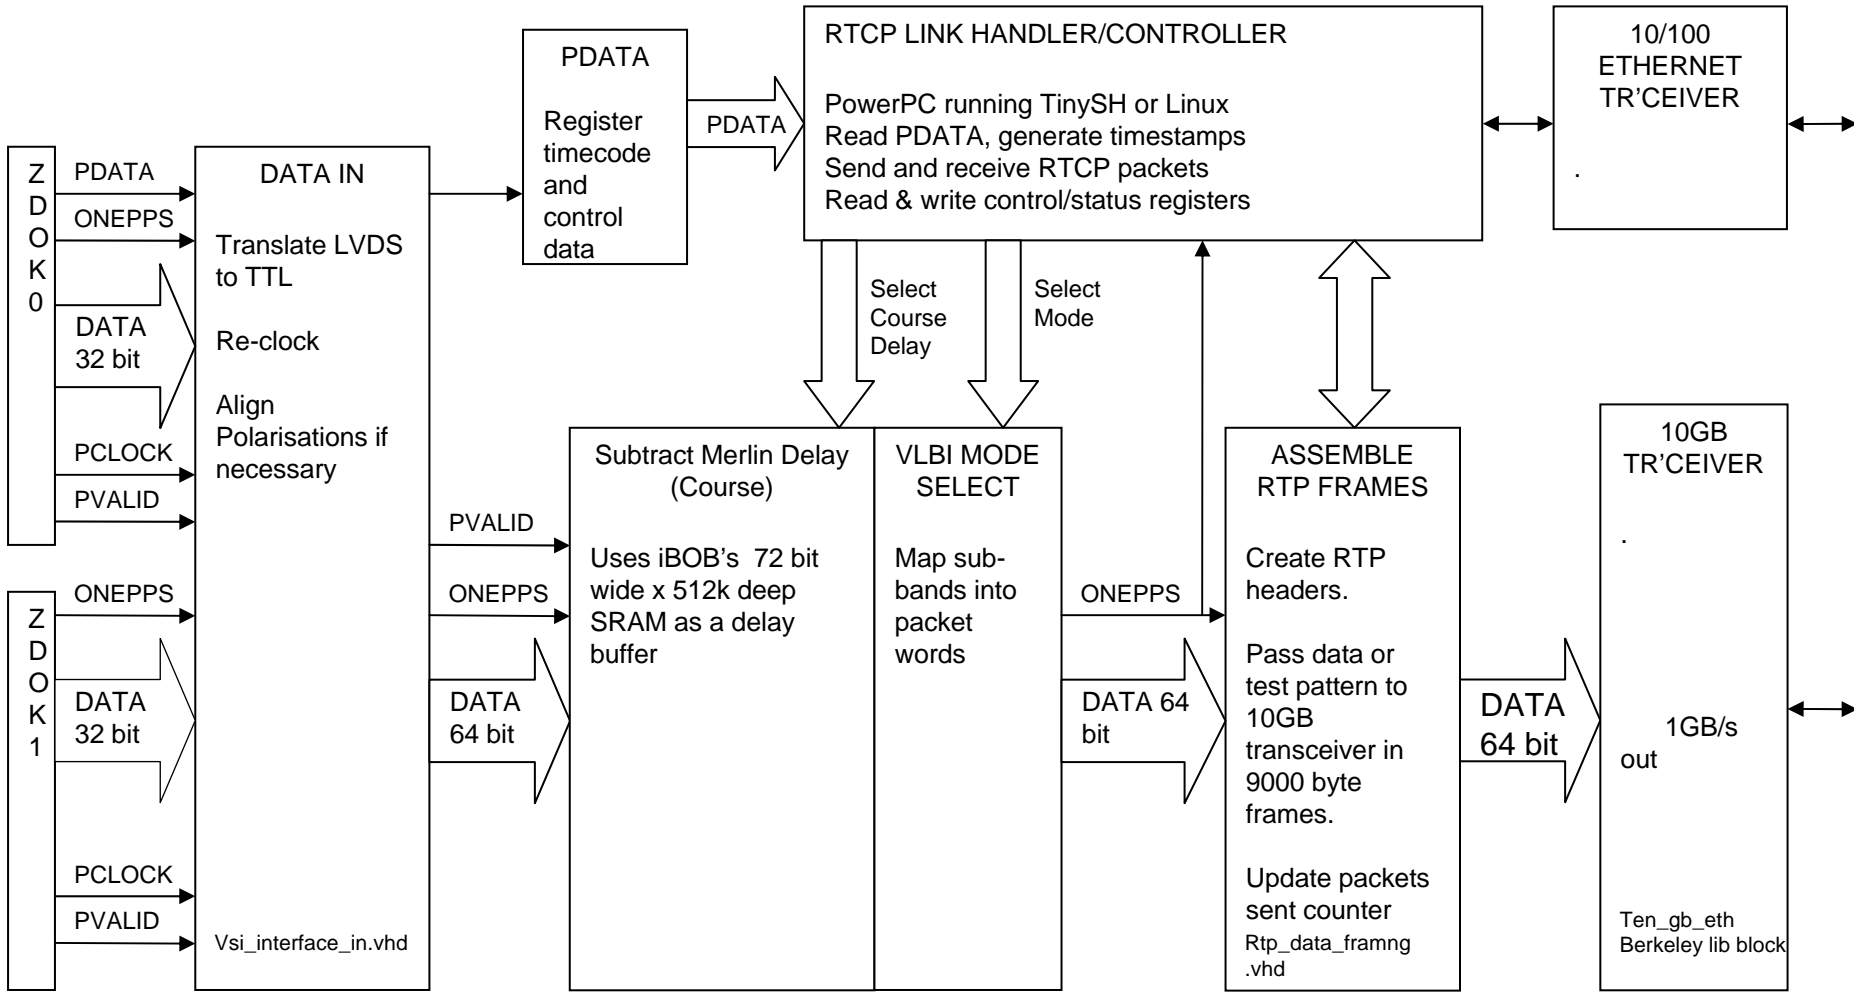 Z
D
O
K
0
PDATA
ONEPPS
DATA
32 bit
PCLOCK
PVALID
Z
D
O
K
1
ONEPPS
DATA
32 bit
PCLOCK
PVALID
DATA IN
Translate LVDS
to TTL
Re-clock
Align
Polarisations if
necessary
Vsi_interface_in.vhd
PDATA
Register
timecode
and
control
data
PDATA
RTCP LINK HANDLER/CONTROLLER
PowerPC running TinySH or Linux
Read PDATA, generate timestamps
Send and receive RTCP packets
Read & write control/status registers
10/100
ETHERNET
TR’CEIVER
.
Select
Course
Delay
Select
Mode
PVALID
ONEPPS
DATA
64 bit
Subtract Merlin Delay
(Course)
Uses iBOB’s  72 bit
wide x 512k deep
SRAM as a delay
buffer
VLBI MODE
SELECT
Map sub-
bands into
packet
words
ONEPPS
DATA 64
bit
ASSEMBLE
RTP FRAMES
Create RTP
headers.
Pass data or
test pattern to
10GB
transceiver in
9000 byte
frames.
Update packets
sent counter
Rtp_data_framng
.vhd
DATA
64 bit
10GB
TR’CEIVER
.
1GB/s
out
Ten_gb_eth
Berkeley lib block